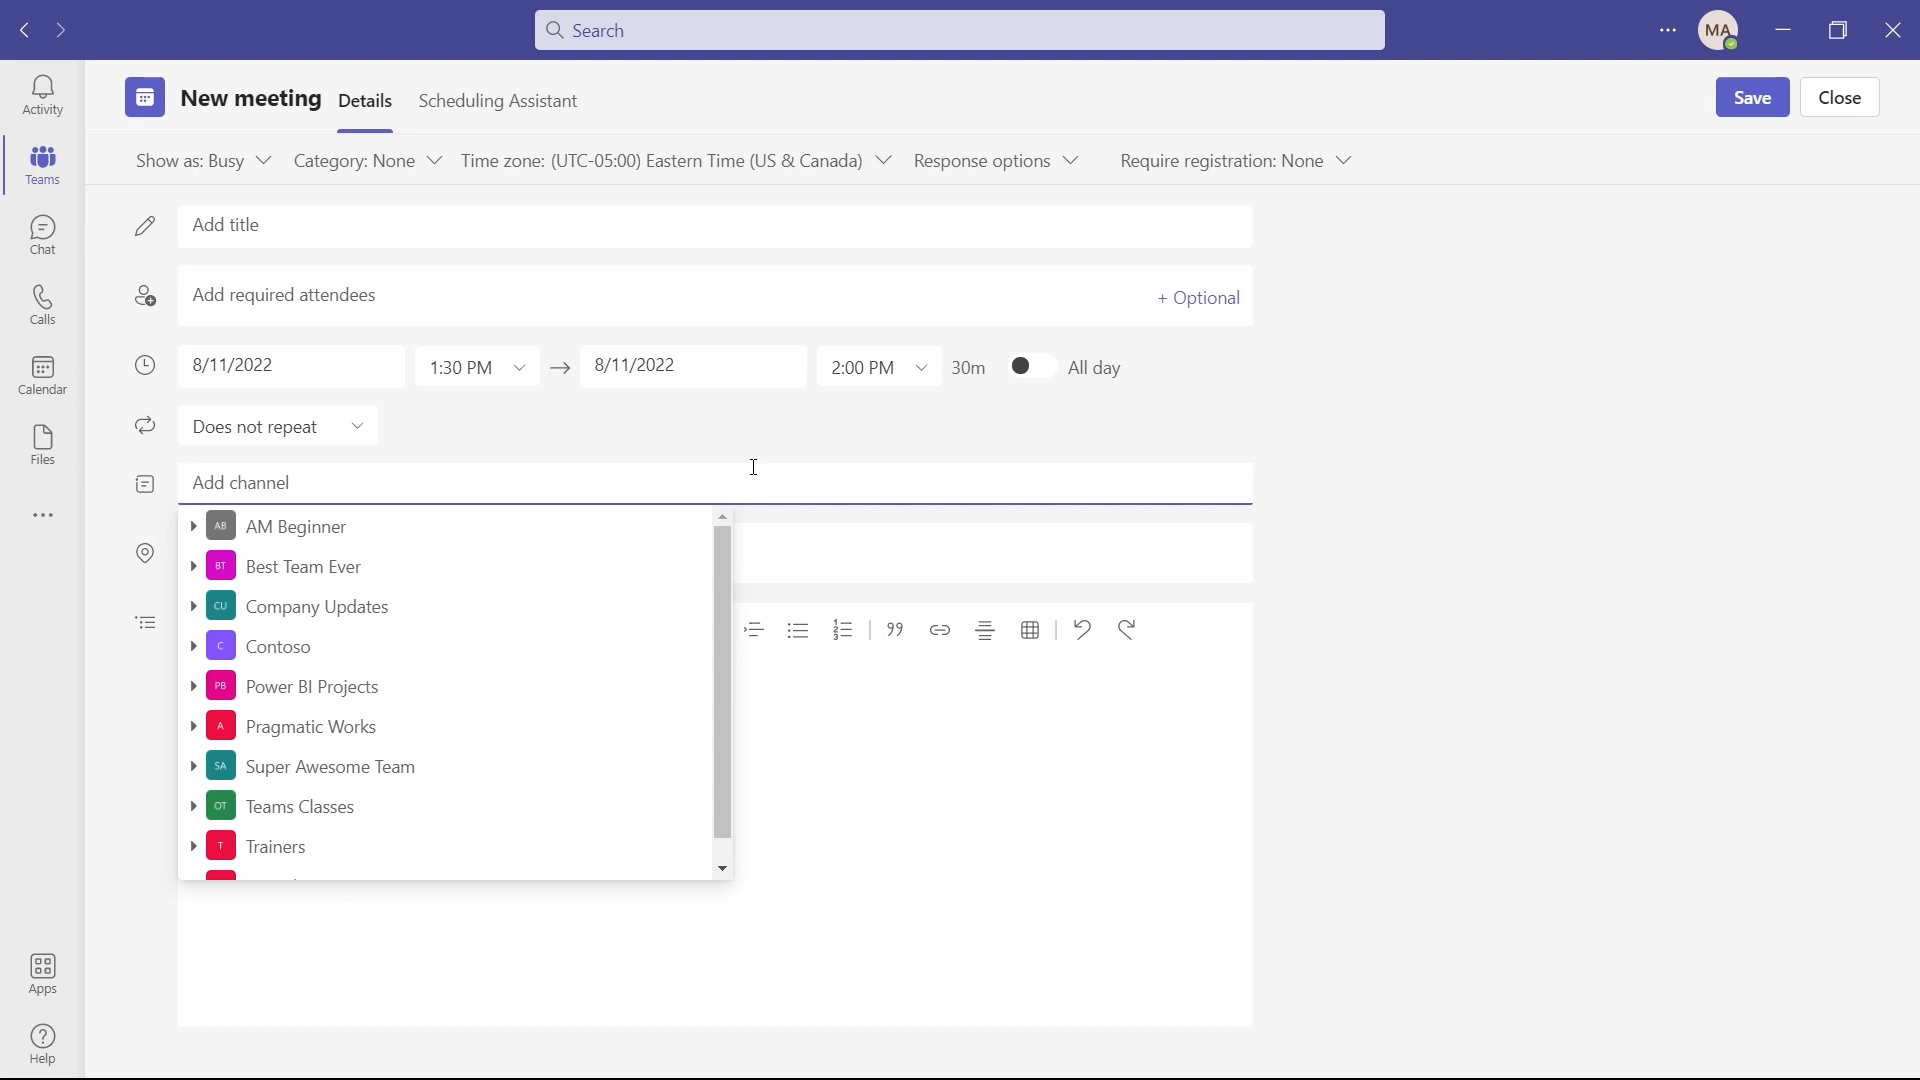 Search
MA
Activity
Teams
Chat
Calls
Calendar
Files
Apps
Help
New meeting Details Scheduling Assistant Save Close
Show as: Busy Category: None Time zone: (UTC-05:00) Eastern Time (US & Canada) Response options Require registration: None
Add title
Add required attendees + Optional
8/11/2022 1:30 PM → 8/11/2022 2:00 PM 30m All day
Does not repeat
Add channel
AB AM Beginner
BT Best Team Ever
CU Company Updates
C Contoso
PB Power BI Projects
A Pragmatic Works
SA Super Awesome Team
OT Teams Classes
T Trainers